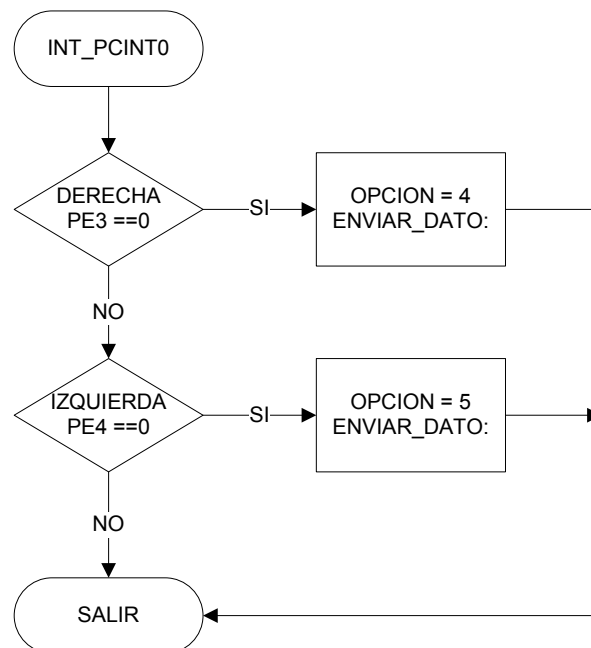 INT_PCINT0
DERECHA
PE3 ==0
SI
OPCION = 4
ENVIAR_DATO:
NO
IZQUIERDA
PE4 ==0
SI
OPCION = 5
ENVIAR_DATO:
NO
SALIR